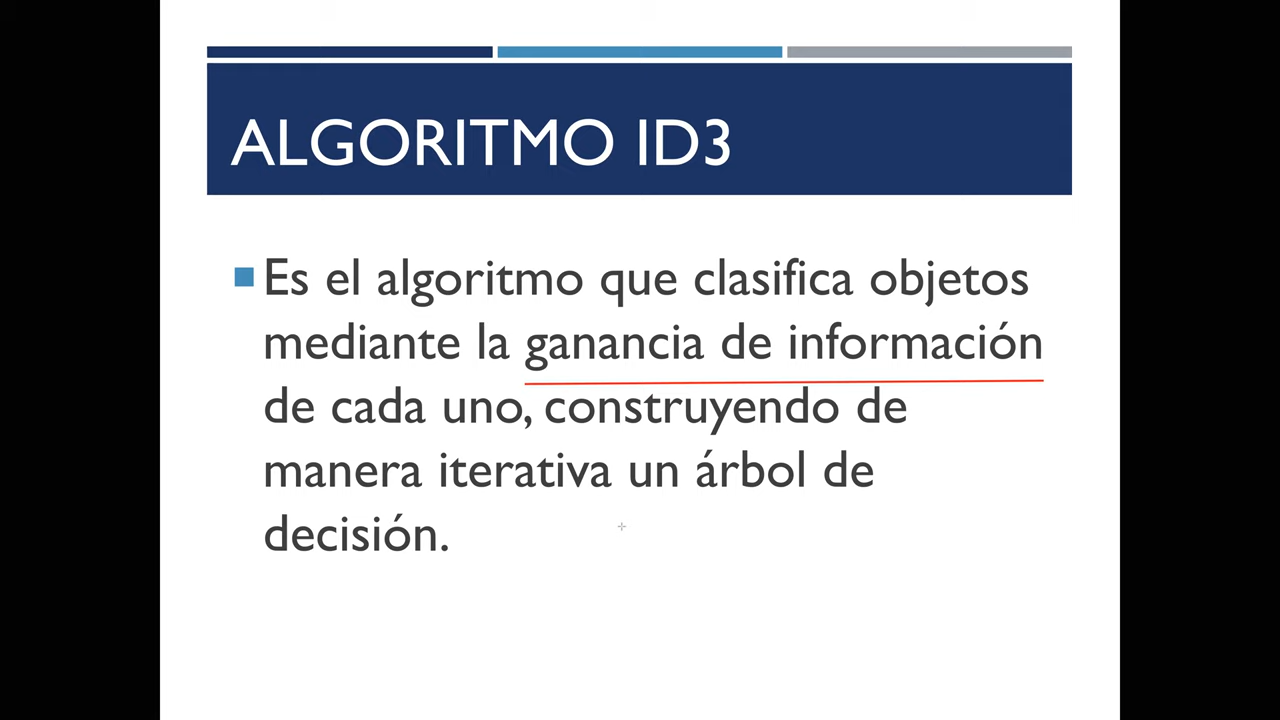 ALGORITMO ID3
Es el algoritmo que clasifica objetos
mediante la ganancia de información
de cada uno, construyendo de
manera iterativa un árbol de
decisión.